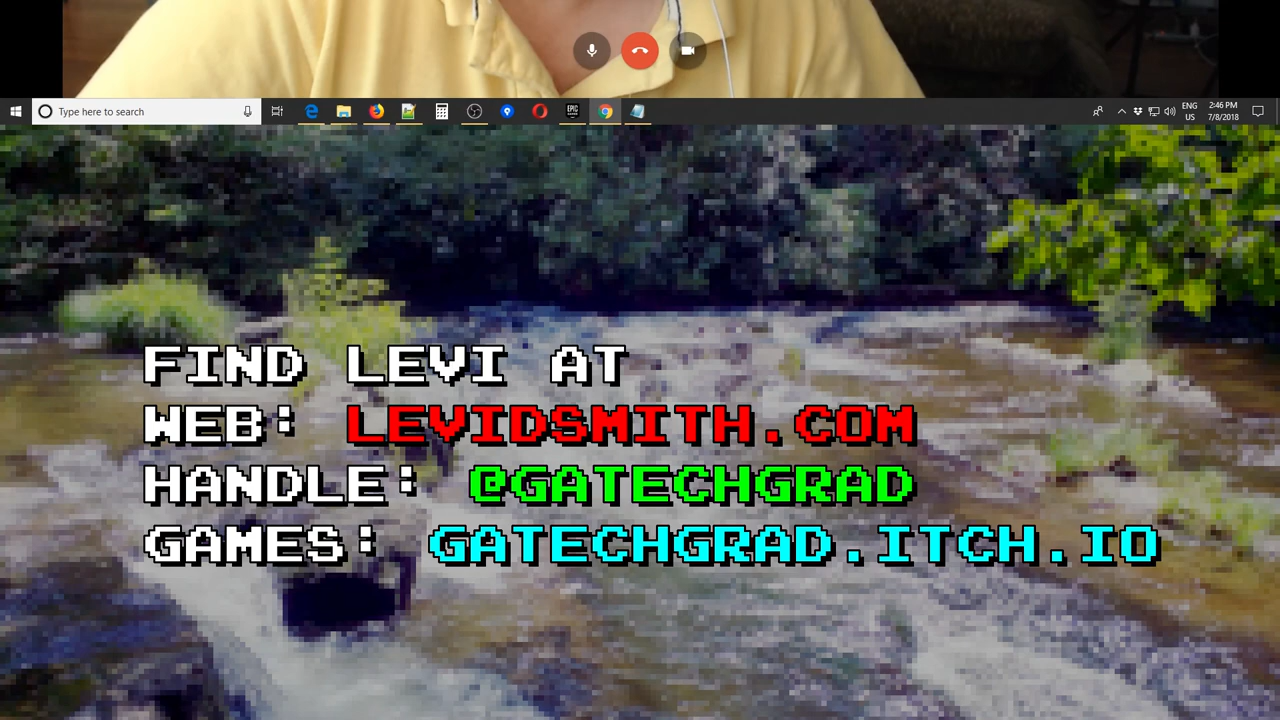 Type here to search
EPIC
ENG
US
2:46 PM
7/8/2018
FIND LEVI AT
WEB: LEVIDSMITH.COM
HANDLE: @GATECHGRAD
GAMES: GATECHGRAD.ITCH.IO